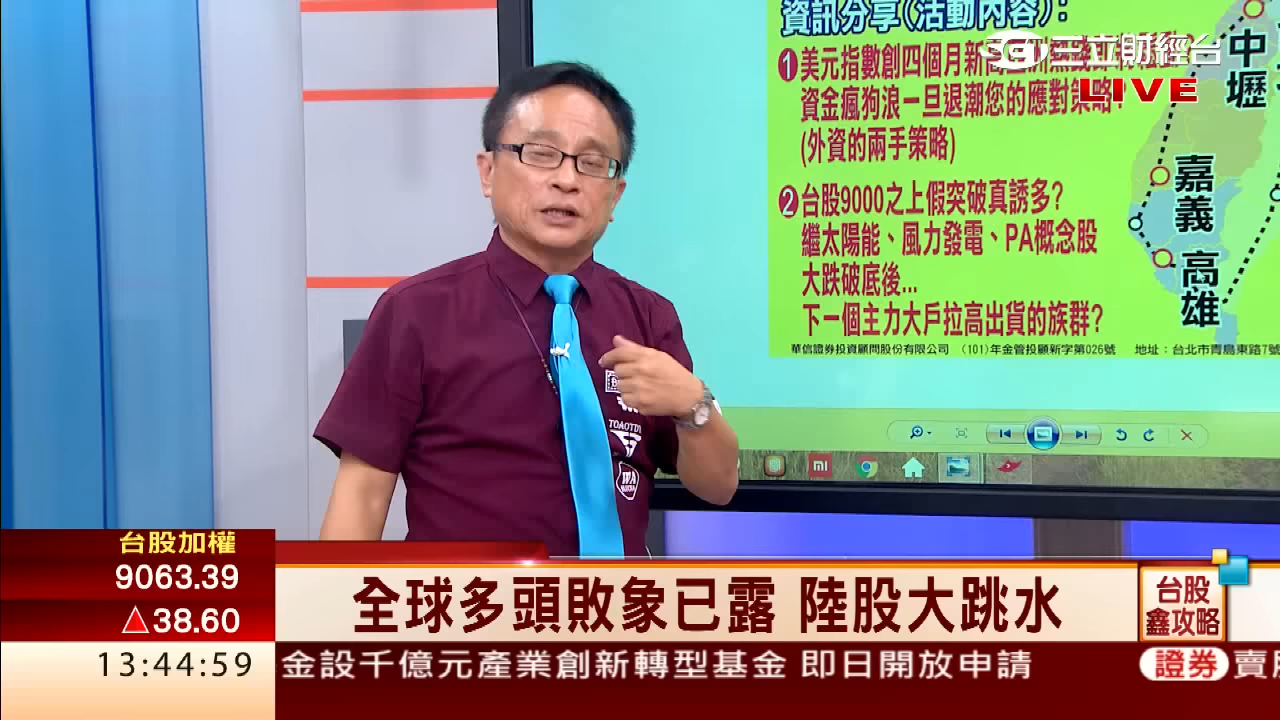 資訊分享(活動內容):
三立財經台
LIVE
❶美元指數創四個月新
資金瘋狗浪一旦退潮您的應對策略?
(外資的兩手策略)
❷台股9000之上假突破真誘多?
繼太陽能、風力發電、PA概念股
大跌破底後...
下一個主力大戶拉高出貨的族群?
華信證券投資顧問股份有限公司 (101)年金管投顧新字第026號 地址:台北市青島東路7號
中壢
嘉義
高雄
mi
TOAOTD
台股加權
9063.39
△38.60
13:44:59
全球多頭敗象已露 陸股大跳水
台股
鑫攻略
金設千億元產業創新轉型基金 即日開放申請
證券
賣